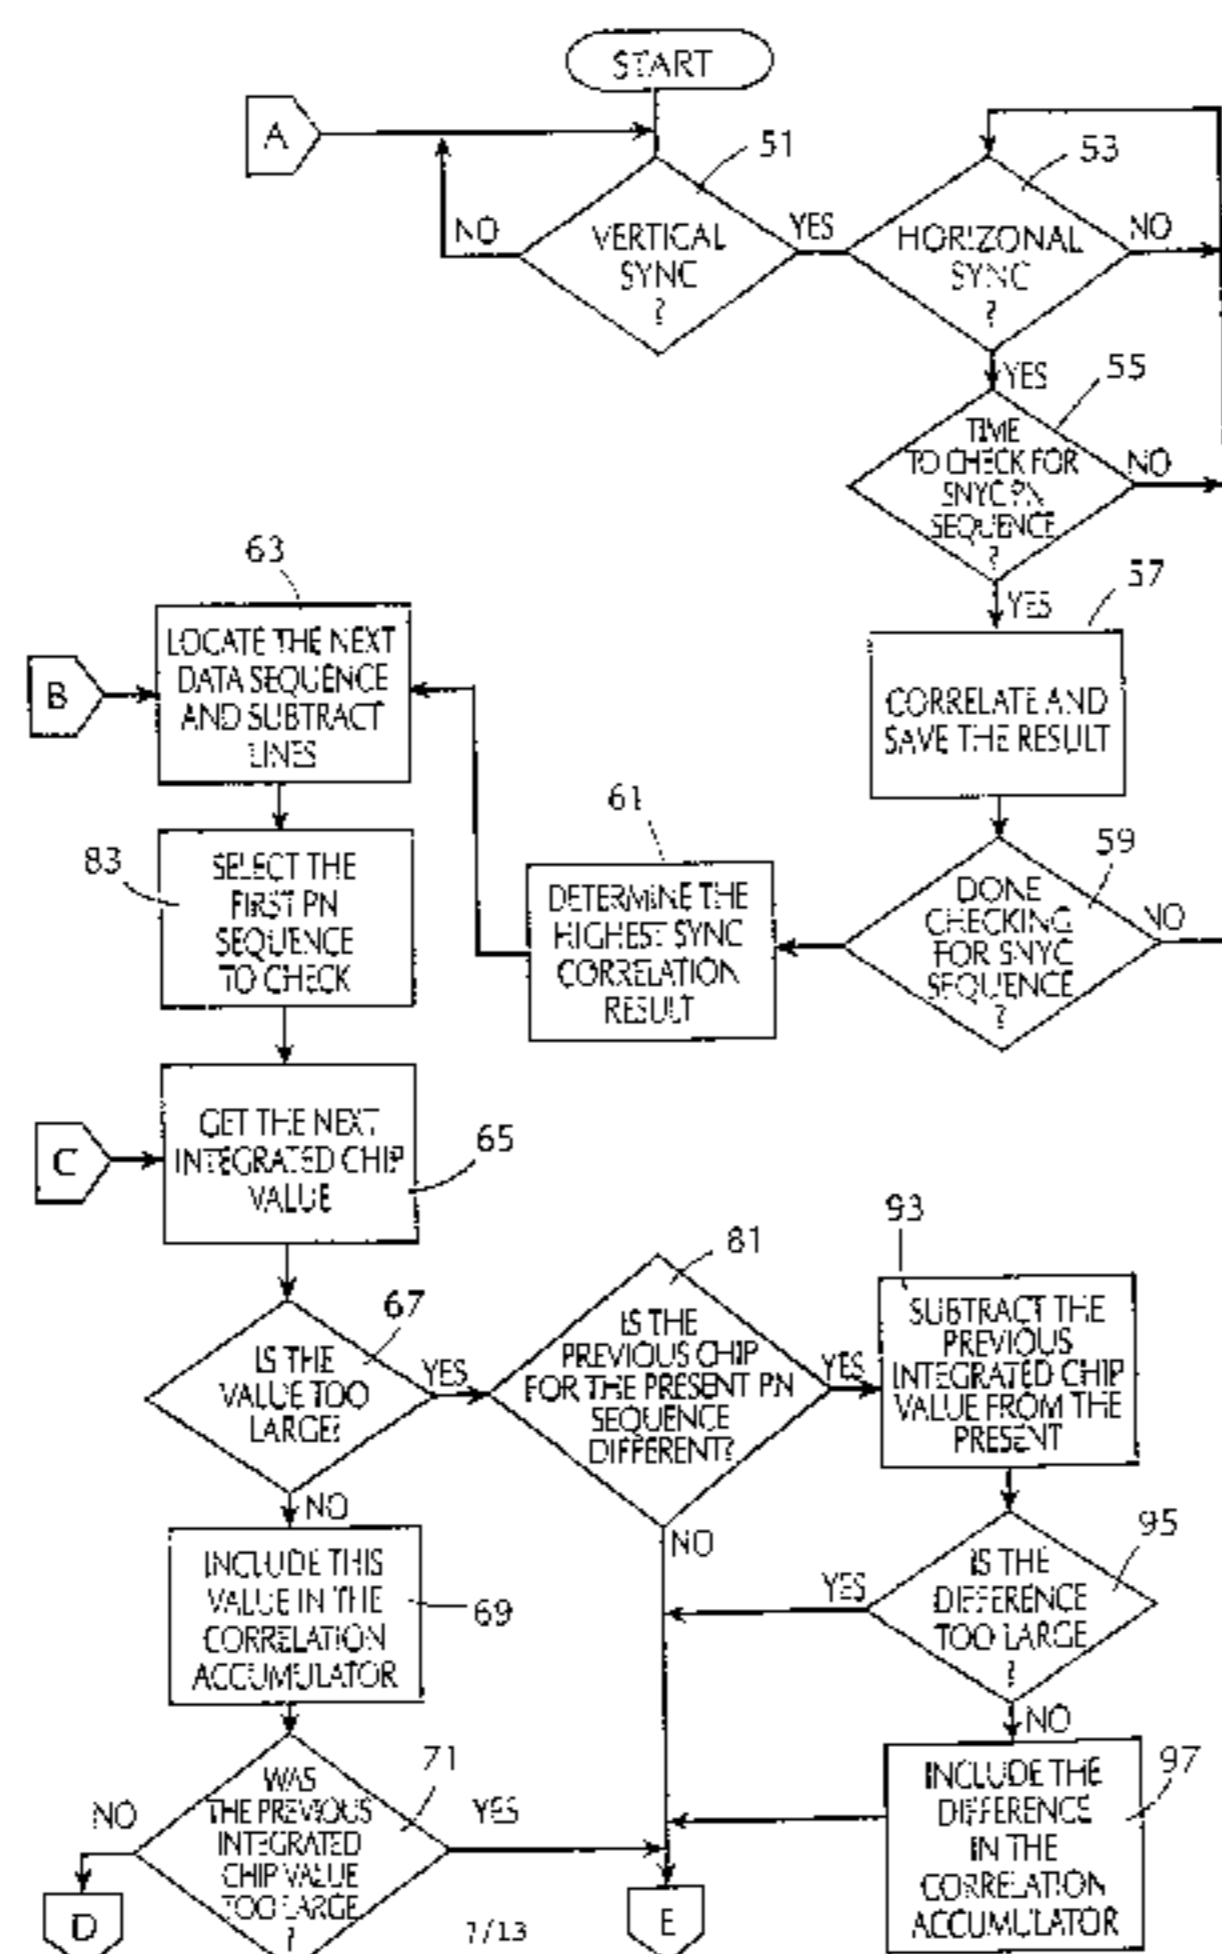 START
A
51
53
NO
VERTICAL
SYNC
?
YES
HORIZONAL
SYNC
?
NO
YES
55
TIME
TO CHECK FOR
SNYC PN
SEQUENCE
?
NO
YES
57
63
LOCATE THE NEXT
DATA SEQUENCE
AND SUBTRACT
LINES
B
CORRELATE AND
SAVE THE RESULT
61
83
SELECT THE
FIRST PN
SEQUENCE
TO CHECK
DETERMINE THE
HIGHEST SYNC
CORRELATION
RESULT
59
DONE
CHECKING
FOR SNYC
SEQUENCE
?
NO
C
GET THE NEXT
INTEGRATED CHIP
VALUE
65
67
IS THE
VALUE TOO
LARGE?
YES
81
IS THE
PREVIOUS CHIP
FOR THE PRESENT PN
SEQUENCE
DIFFERENT?
YES
93
SUBTRACT THE
PREVIOUS
INTEGRATED CHIP
VALUE FROM THE
PRESENT
NO
NO
95
INCLUDE THIS
VALUE IN THE
CORRELATION
ACCUMULATOR
69
YES
IS THE
DIFFERENCE
TOO LARGE
?
NO
71
WAS
THE PREVIOUS
INTEGRATED
CHIP VALUE
TOO LARGE
?
NO
YES
97
INCLUDE THE
DIFFERENCE
IN THE
CORRELATION
ACCUMULATOR
D
7/13
E